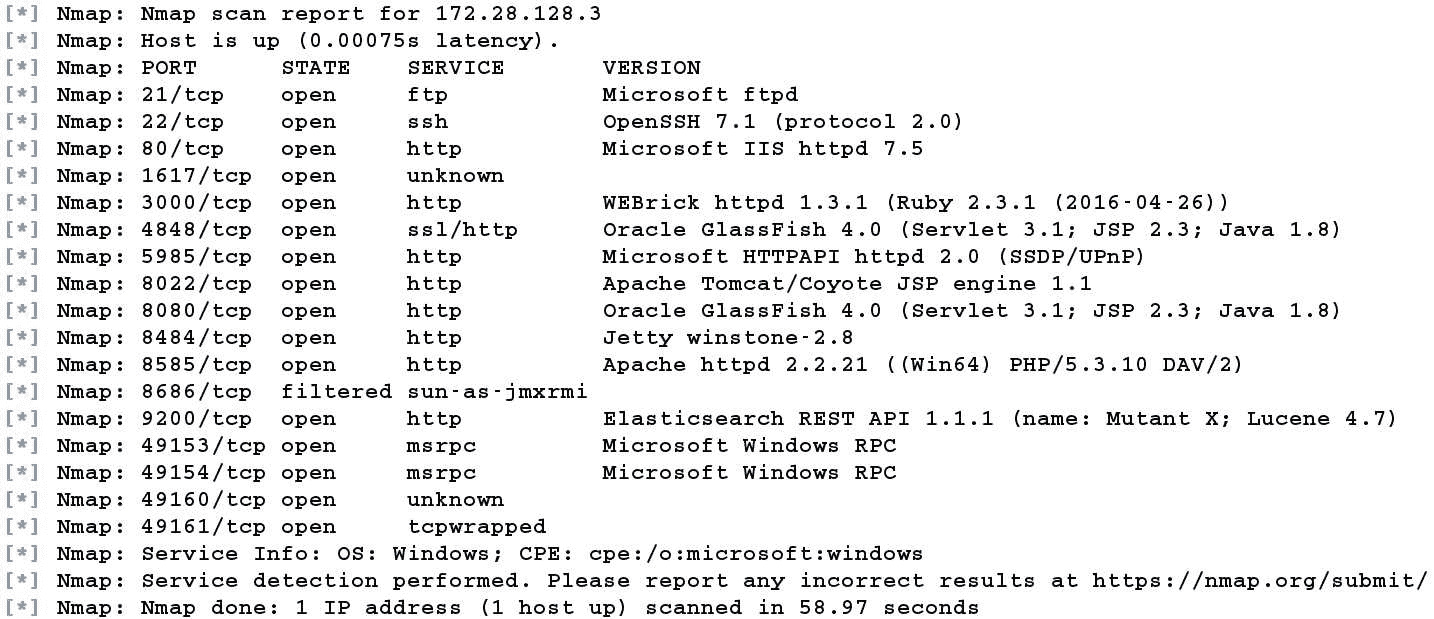 [*] Nmap: Nmap scan report for 172.28.128.3
[*] Nmap: Host is up (0.00075s latency).
[*] Nmap: PORT      STATE    SERVICE       VERSION
[*] Nmap: 21/tcp    open     ftp           Microsoft ftpd
[*] Nmap: 22/tcp    open     ssh           OpenSSH 7.1 (protocol 2.0)
[*] Nmap: 80/tcp    open     http          Microsoft IIS httpd 7.5
[*] Nmap: 1617/tcp  open     unknown
[*] Nmap: 3000/tcp  open     http          WEBrick httpd 1.3.1 (Ruby 2.3.1 (2016-04-26))
[*] Nmap: 4848/tcp  open     ssl/http      Oracle GlassFish 4.0 (Servlet 3.1; JSP 2.3; Java 1.8)
[*] Nmap: 5985/tcp  open     http          Microsoft HTTPAPI httpd 2.0 (SSDP/UPnP)
[*] Nmap: 8022/tcp  open     http          Apache Tomcat/Coyote JSP engine 1.1
[*] Nmap: 8080/tcp  open     http          Oracle GlassFish 4.0 (Servlet 3.1; JSP 2.3; Java 1.8)
[*] Nmap: 8484/tcp  open     http          Jetty winstone-2.8
[*] Nmap: 8585/tcp  open     http          Apache httpd 2.2.21 ((Win64) PHP/5.3.10 DAV/2)
[*] Nmap: 8686/tcp  filtered sun-as-jmxrmi
[*] Nmap: 9200/tcp  open     http          Elasticsearch REST API 1.1.1 (name: Mutant X; Lucene 4.7)
[*] Nmap: 49153/tcp open     msrpc         Microsoft Windows RPC
[*] Nmap: 49154/tcp open     msrpc         Microsoft Windows RPC
[*] Nmap: 49160/tcp open     unknown
[*] Nmap: 49161/tcp open     tcpwrapped
[*] Nmap: Service Info: OS: Windows; CPE: cpe:/o:microsoft:windows
[*] Nmap: Service detection performed. Please report any incorrect results at https://nmap.org/submit/
[*] Nmap: Nmap done: 1 IP address (1 host up) scanned in 58.97 seconds